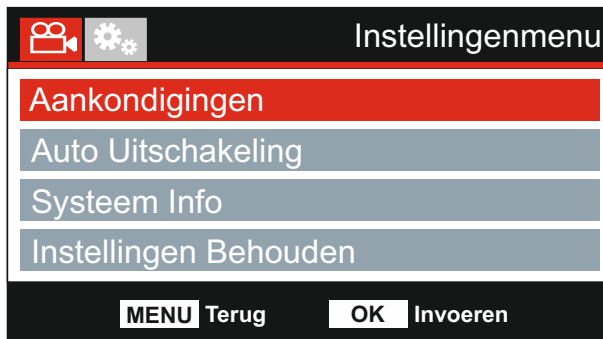 Instellingenmenu
Aankondigingen
Auto Uitschakeling
Systeem Info
Instellingen Behouden
MENU Terug OK Invoeren